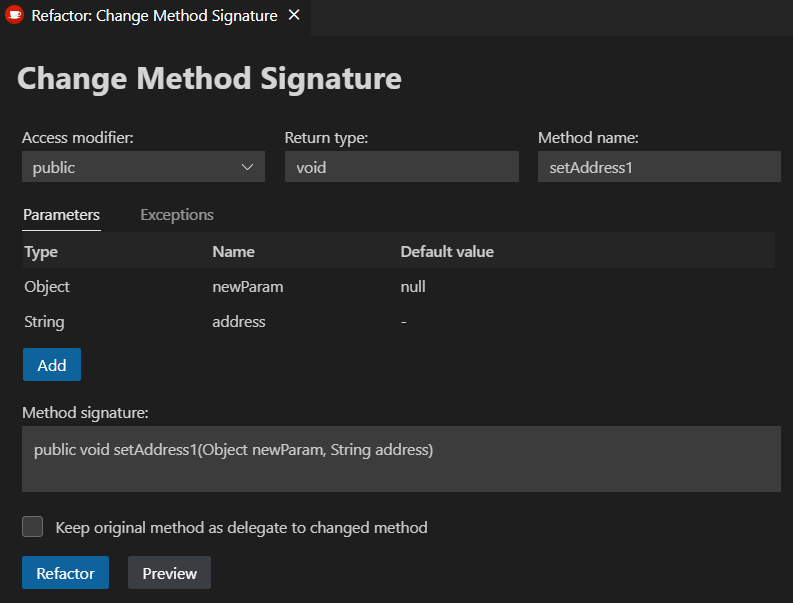 Refactor: Change Method Signature
Change Method Signature
Access modifier: Return type: Method name:
public void setAddress1
Parameters Exceptions
Type Name Default value
Object newParam null
String address -
Add
Method signature:
public void setAddress1(Object newParam, String address)
Keep original method as delegate to changed method
Refactor Preview